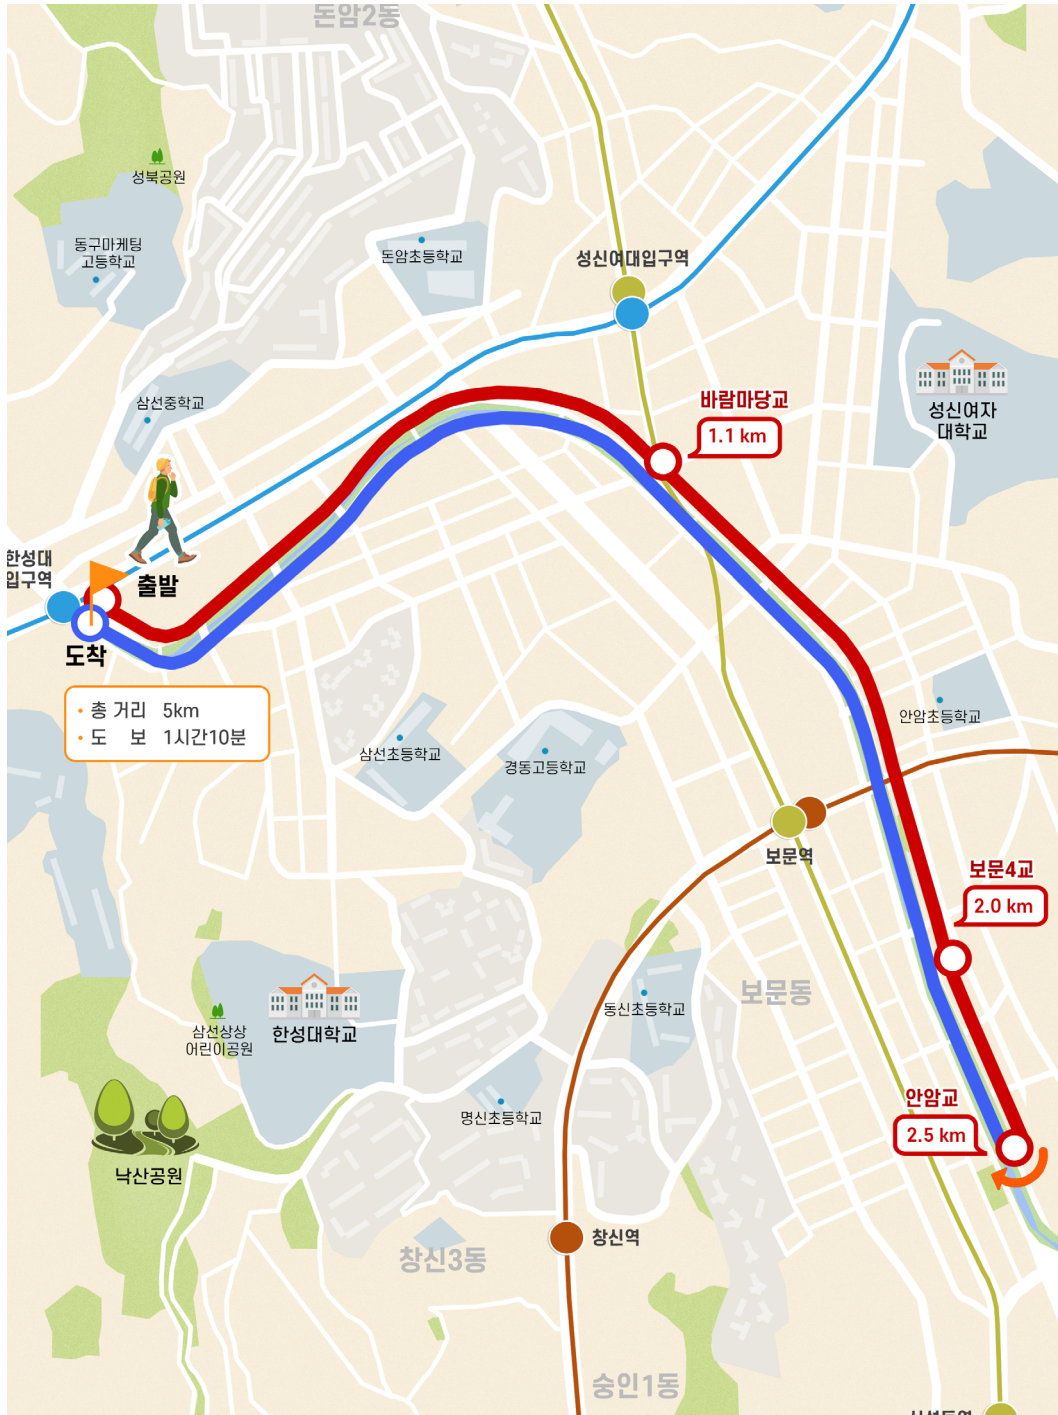 돈암2동
성북공원
동구마케팅
고등학교
돈암초등학교
성신여대입구역
삼선중학교
바람마당교
1.1 km
성신여자
대학교
한성대
입구역
출발
도착
• 총 거리 5km
• 도 보 1시간10분
안암초등학교
삼선초등학교
경동고등학교
보문역
보문4교
2.0 km
보문동
동신초등학교
삼선상상
어린이공원
한성대학교
명신초등학교
안암교
2.5 km
낙산공원
창신역
창신3동
숭인1동